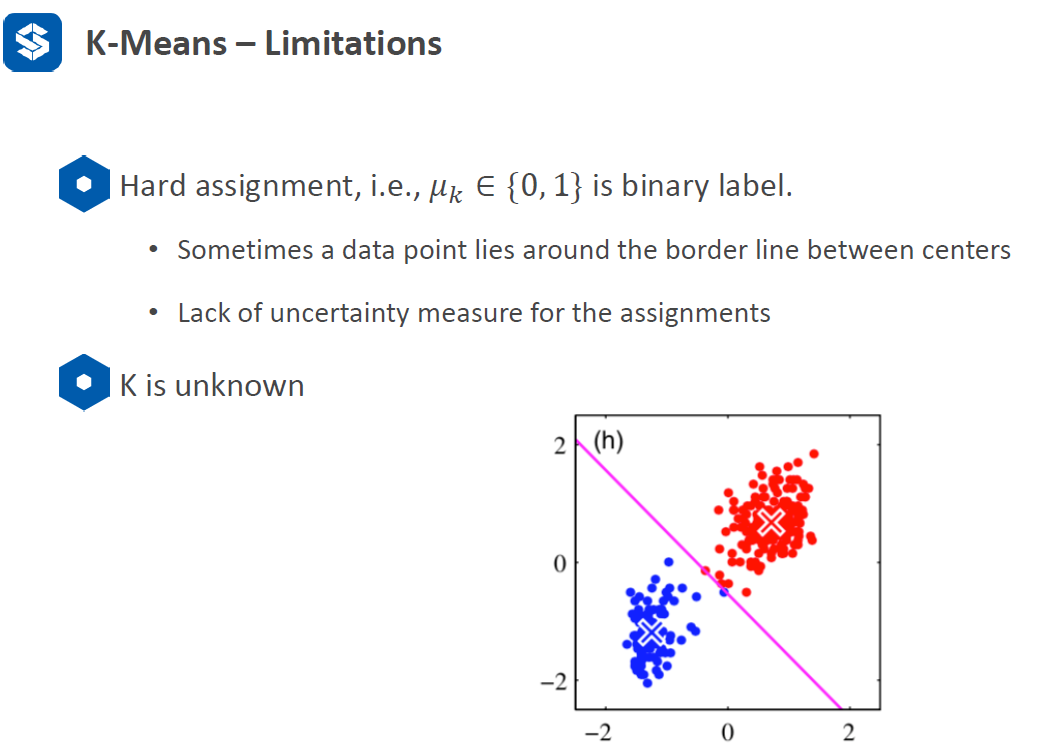 K-Means – Limitations
Hard assignment, i.e., μₖ ∈ {0, 1} is binary label.
• Sometimes a data point lies around the border line between centers
• Lack of uncertainty measure for the assignments
K is unknown
(h)
2
0
−2
−2 0 2